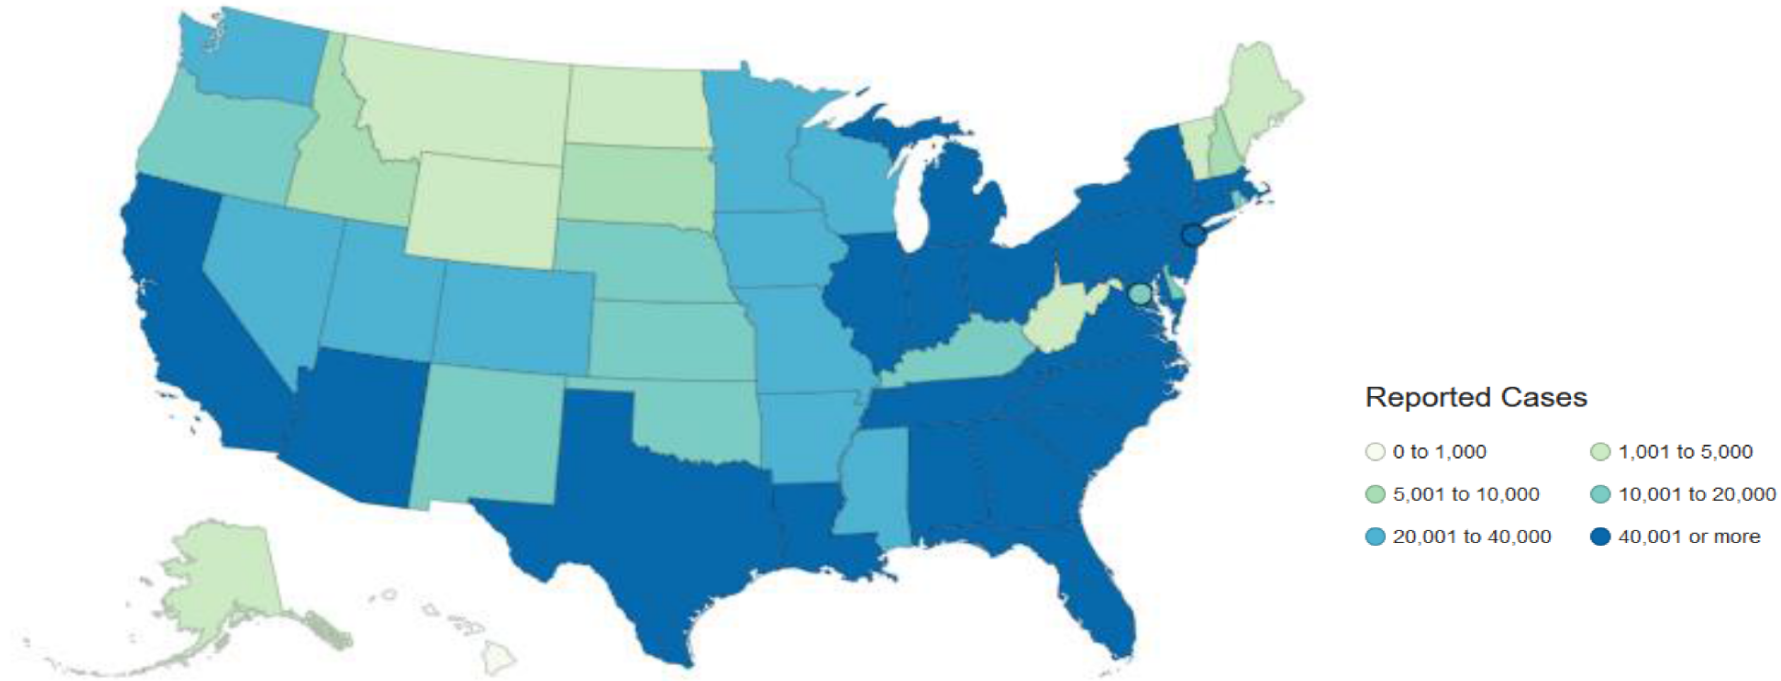 Reported Cases
0 to 1,000
1,001 to 5,000
5,001 to 10,000
10,001 to 20,000
20,001 to 40,000
40,001 or more